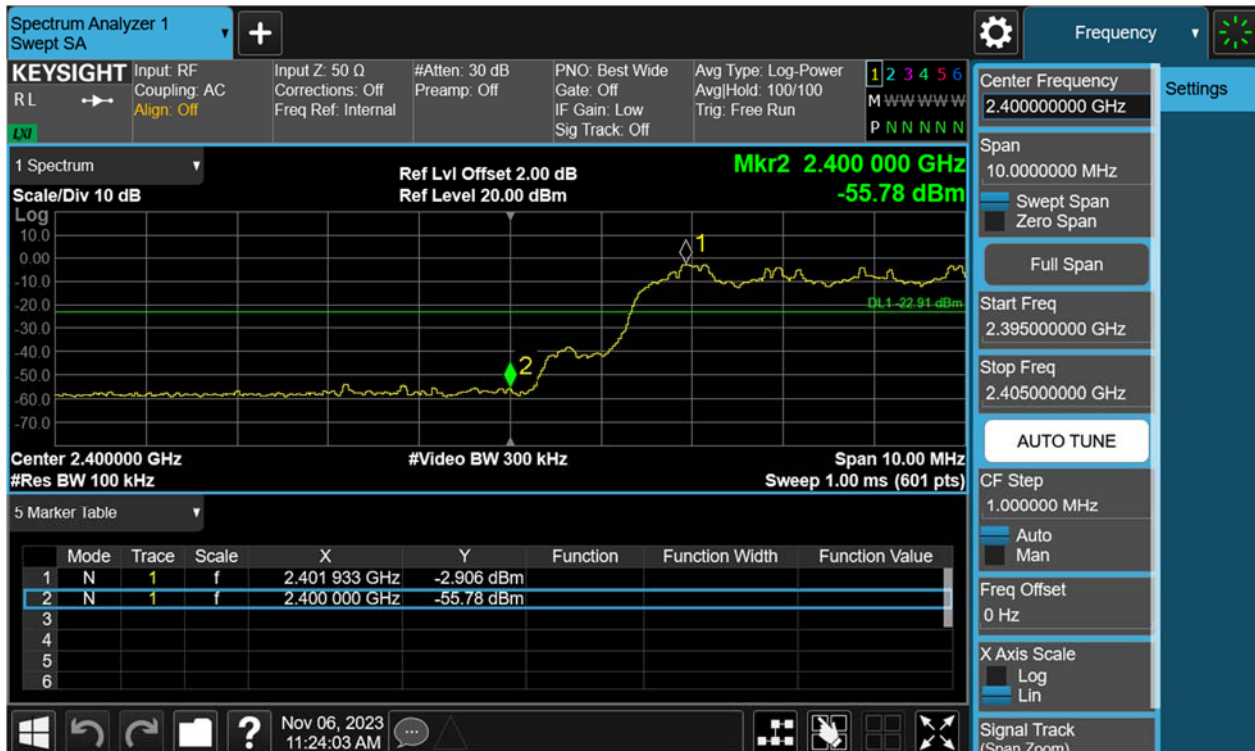 Spectrum Analyzer 1
Swept SA
+
Frequency
KEYSIGHT
RL
LXI
Input: RF
Coupling: AC
Align: Off
Input Z: 50 Ω
Corrections: Off
Freq Ref: Internal
#Atten: 30 dB
Preamp: Off
PNO: Best Wide
Gate: Off
IF Gain: Low
Sig Track: Off
Avg Type: Log-Power
Avg|Hold: 100/100
Trig: Free Run
1 2 3 4 5 6
M W W W W W
P N N N N N
1 Spectrum
Scale/Div 10 dB
Ref Lvl Offset 2.00 dB
Ref Level 20.00 dBm
Mkr2 2.400 000 GHz
-55.78 dBm
Log
10.0
0.00
-10.0
-20.0
-30.0
-40.0
-50.0
-60.0
-70.0
1
2
DL1 -22.91 dBm
Center 2.400000 GHz
#Video BW 300 kHz
Span 10.00 MHz
#Res BW 100 kHz
Sweep 1.00 ms (601 pts)
5 Marker Table
Mode Trace Scale X Y Function Function Width Function Value
1 N 1 f 2.401 933 GHz -2.906 dBm
2 N 1 f 2.400 000 GHz -55.78 dBm
3
4
5
6
Nov 06, 2023
11:24:03 AM
?
Center Frequency
2.400000000 GHz
Settings
Span
10.0000000 MHz
Swept Span
Zero Span
Full Span
Start Freq
2.395000000 GHz
Stop Freq
2.405000000 GHz
AUTO TUNE
CF Step
1.000000 MHz
Auto
Man
Freq Offset
0 Hz
X Axis Scale
Log
Lin
Signal Track
(Span Zoom)